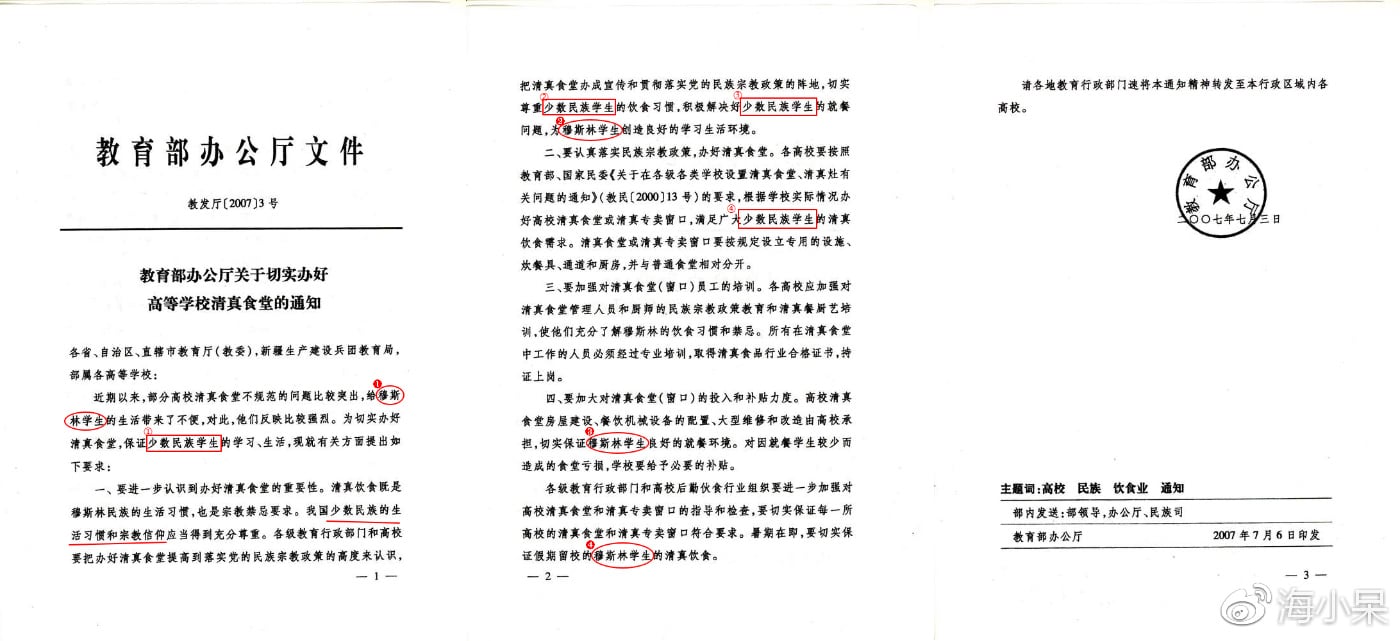 教育部办公厅文件
教发厅〔2007〕3号
教育部办公厅关于切实办好
高等学校清真食堂的通知
各省、自治区、直辖市教育厅(教委),新疆生产建设兵团教育局,
部属各高等学校:
近期以来,部分高校清真食堂不规范的问题比较突出,给穆斯
林学生的生活带来了不便,对此,他们反映比较强烈。为切实办好
清真食堂,保证少数民族学生的学习、生活,现就有关方面提出如
下要求:
一、要进一步认识到办好清真食堂的重要性。清真饮食既是
穆斯林民族的生活习惯,也是宗教禁忌要求。我国少数民族的生
活习惯和宗教信仰应当得到充分尊重。各级教育行政部门和高校
要把办好清真食堂提高到落实党的民族宗教政策的高度来认识,
— 1 —
把清真食堂办成宣传和贯彻落实党的民族宗教政策的阵地,切实
尊重少数民族学生的饮食习惯,积极解决好少数民族学生的就餐
问题,为穆斯林学生创造良好的学习生活环境。
二、要认真落实民族宗教政策,办好清真食堂。各高校要按照
教育部、国家民委《关于在各级各类学校设置清真食堂、清真灶有
关问题的通知》(教民[2000]13号)的要求,根据学校实际情况办
好高校清真食堂或清真专卖窗口,满足广大少数民族学生的清真
饮食需求。清真食堂或清真专卖窗口要按规定设立专用的设施、
炊餐具、通道和厨房,并与普通食堂相对分开。
三、要加强对清真食堂(窗口)员工的培训。各高校应加强对
清真食堂管理人员和厨师的民族宗教政策教育和清真餐厨艺培
训,使他们充分了解穆斯林的饮食习惯和禁忌。所有在清真食堂
中工作的人员必须经过专业培训,取得清真食品行业合格证书,持
证上岗。
四、要加大对清真食堂(窗口)的投入和补贴力度。高校清真
食堂房屋建设、餐饮机械设备的配置、大型维修和改造由高校承
担,切实保证穆斯林学生良好的就餐环境。对因就餐学生较少而
造成的食堂亏损,学校要给予必要的补贴。
各级教育行政部门和高校后勤伙食行业组织要进一步加强对
高校清真食堂和清真专卖窗口的指导和检查,要切实保证每一所
高校的清真食堂和清真专卖窗口符合要求。暑期在即,要切实保
证假期留校的穆斯林学生的清真饮食。
— 2 —
请各地教育行政部门速将本通知精神转发至本行政区域内各
高校。
教育部办公厅
二〇〇七年七月三日
主题词:高校 民族 饮食业 通知
部内发送:部领导,办公厅、民族司
教育部办公厅 2007年7月6日印发
— 3 —
海小呆